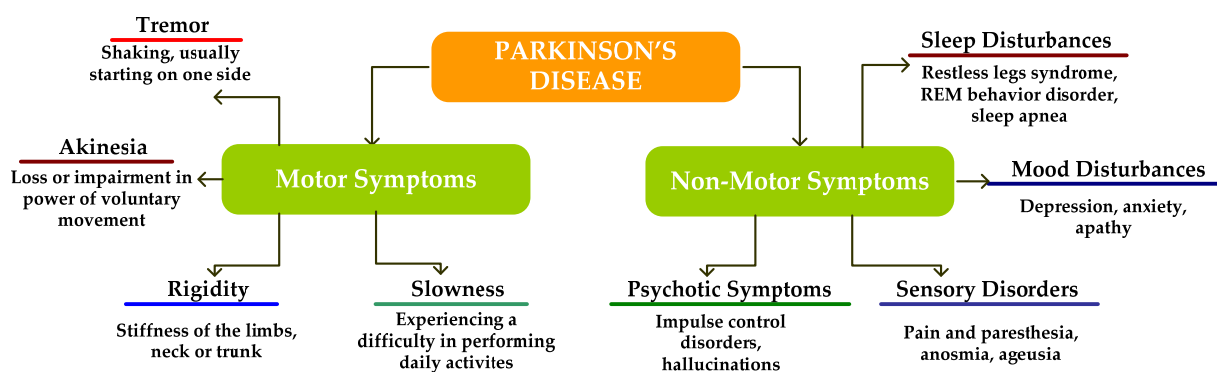 PARKINSON'S
DISEASE
Motor Symptoms
Tremor
Shaking, usually
starting on one side
Akinesia
Loss or impairment in
power of voluntary
movement
Rigidity
Stiffness of the limbs,
neck or trunk
Slowness
Experiencing a
difficulty in performing
daily activites
Non-Motor Symptoms
Sleep Disturbances
Restless legs syndrome,
REM behavior disorder,
sleep apnea
Mood Disturbances
Depression, anxiety,
apathy
Psychotic Symptoms
Impulse control
disorders,
hallucinations
Sensory Disorders
Pain and paresthesia,
anosmia, ageusia